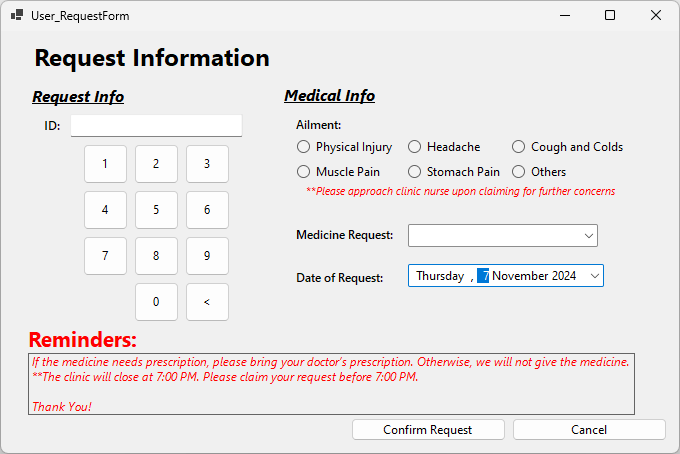 User_RequestForm
Request Information
Request Info
Medical Info
ID:
1 2 3
4 5 6
7 8 9
0 <
Ailment:
Physical Injury Headache Cough and Colds
Muscle Pain Stomach Pain Others
**Please approach clinic nurse upon claiming for further concerns
Medicine Request:
Date of Request: Thursday , 7 November 2024
Reminders:
If the medicine needs prescription, please bring your doctor's prescription. Otherwise, we will not give the medicine.
**The clinic will close at 7:00 PM. Please claim your request before 7:00 PM.
Thank You!
Confirm Request Cancel